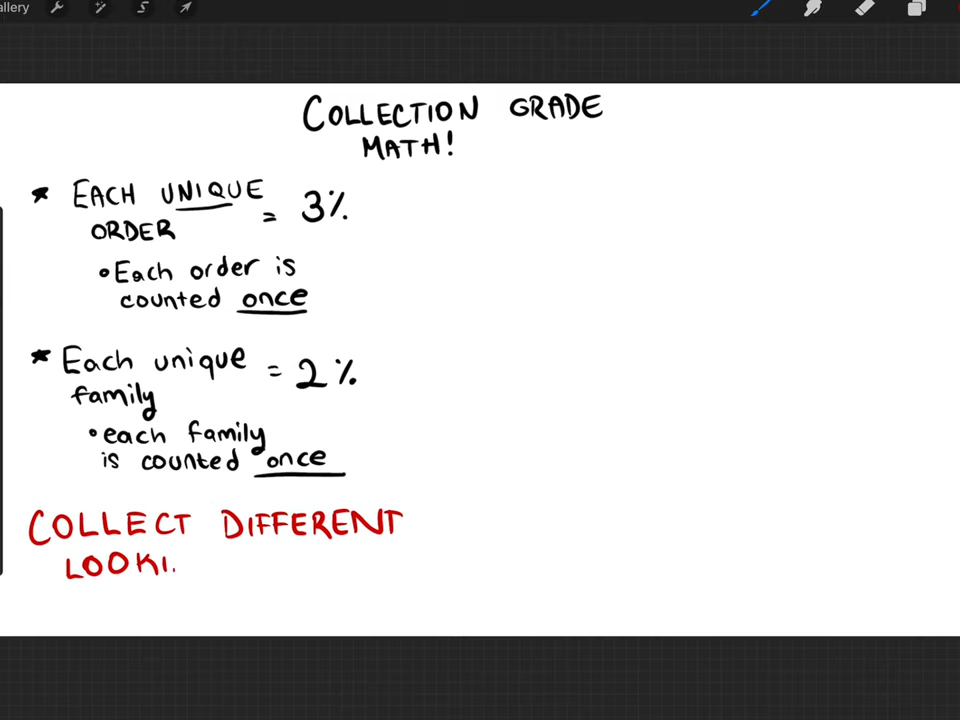 allery
COLLECTION GRADE
MATH!
★ EACH UNIQUE = 3%
ORDER
• Each order is
counted once
★ Each unique = 2%
family
• each family
is counted once
COLLECT DIFFERENT
LOOKI